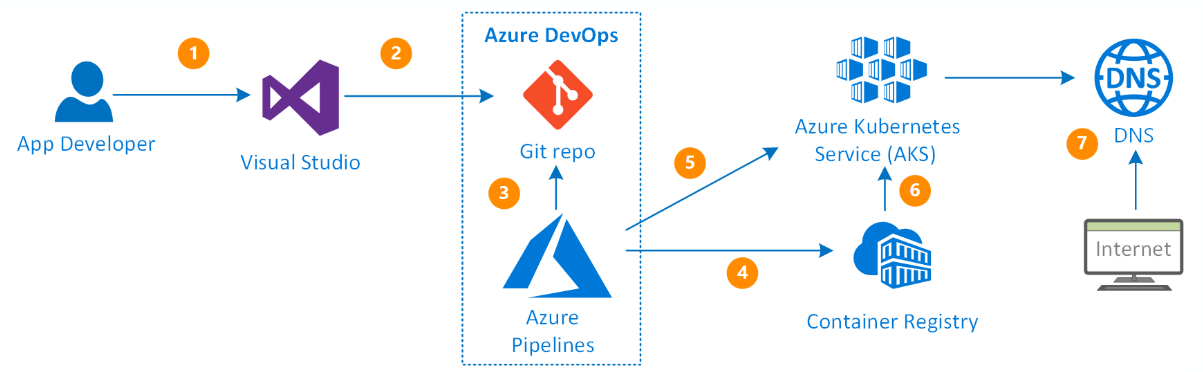 1
2
Azure DevOps
App Developer
Visual Studio
Git repo
3
Azure
Pipelines
5
4
Azure Kubernetes
Service (AKS)
6
Container Registry
DNS
DNS
7
Internet